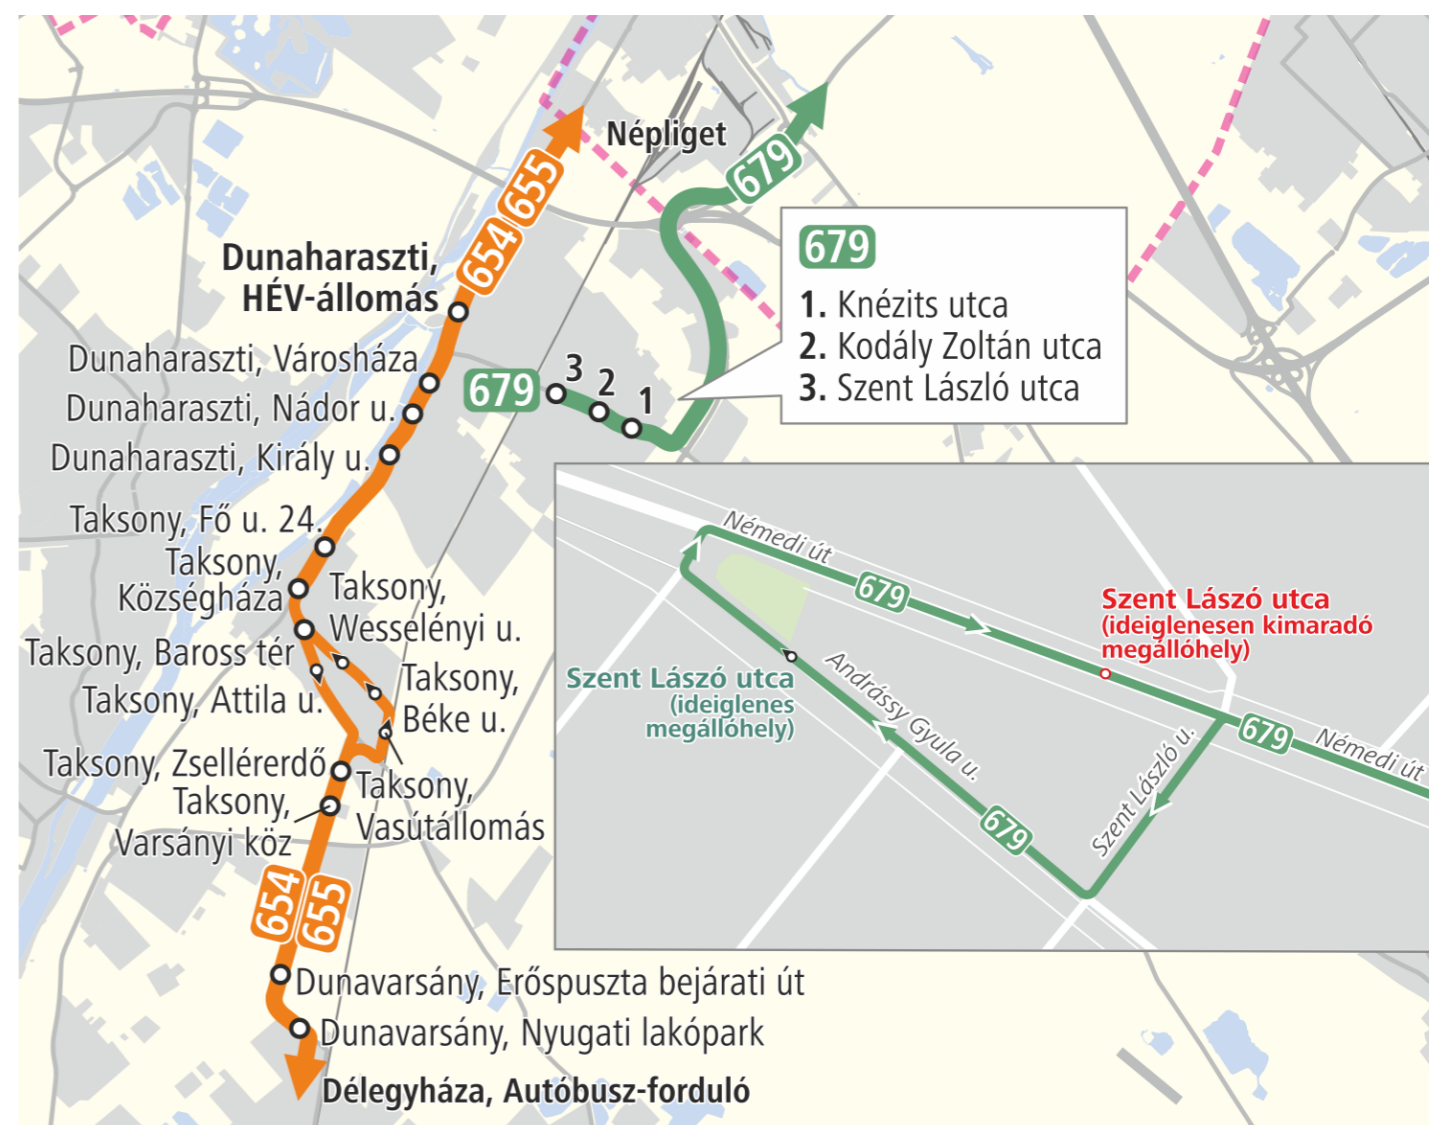 Népliget
679
655
654
Dunaharaszti,
HÉV-állomás
679
1. Knézits utca
2. Kodály Zoltán utca
3. Szent László utca
Dunaharaszti, Városháza
679
3
2
1
Dunaharaszti, Nádor u.
Dunaharaszti, Király u.
Taksony, Fő u. 24.
Taksony,
Községháza
Taksony,
Wesselényi u.
Taksony, Baross tér
Taksony, Attila u.
Taksony,
Béke u.
Taksony, Zsellérerdő
Taksony,
Varsányi köz
Taksony,
Vasútállomás
654
655
Dunavarsány, Erőspuszta bejárati út
Dunavarsány, Nyugati lakópark
Délegyháza, Autóbusz-forduló
Némedi út
679
Szent Lászó utca
(ideiglenesen kimaradó
megállóhely)
Szent Lászó utca
(ideiglenes
megállóhely)
Andrássy Gyula u.
679
Némedi út
Szent László u.
679